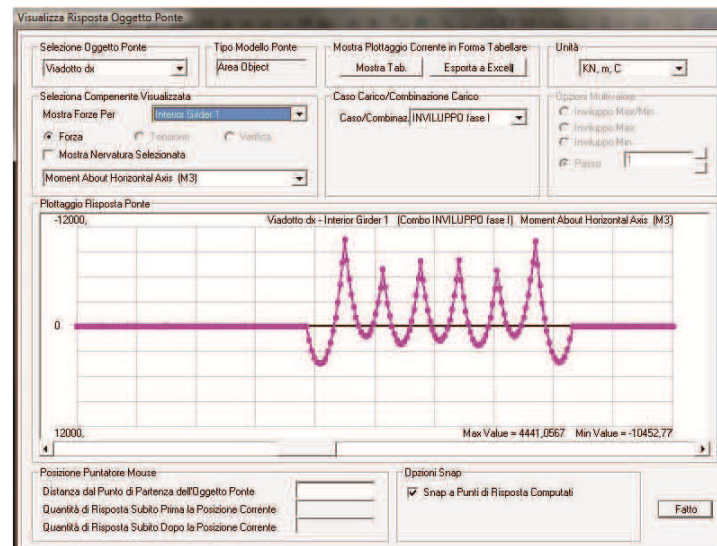 Visualizza Risposta Oggetto Ponte
Selezione Oggetto Ponte
Viadotto dx
Tipo Modello Ponte
Area Object
Mostra Plottaggio Corrente in Forma Tabellare
Mostra Tab.
Esporta a Excell
Unità
KN, m, C
Seleziona Compenente Visualizzata
Mostra Forze Per
Interior Girder 1
Forza
Tensione
Verifica
Mostra Nervatura Selezionata
Moment About Horizontal Axis (M3)
Caso Carico/Combinazione Carico
Caso/Combinaz.
INVILUPPO fase I
Opzioni Multivalore
Inviluppo Max/Min
Inviluppo Max
Inviluppo Min
Passo
1
Plottaggio Risposta Ponte
-12000,
Viadotto dx - Interior Girder 1 (Combo INVILUPPO fase I) Moment About Horizontal Axis (M3)
0
12000,
Max Value = 4441,0567 Min Value = -10452,77
Posizione Puntatore Mouse
Distanza dal Punto di Partenza dell'Oggetto Ponte
Quantità di Risposta Subito Prima la Posizione Corrente
Quantità di Risposta Subito Dopo la Posizione Corrente
Opzioni Snap
Snap a Punti di Risposta Computati
Fatto